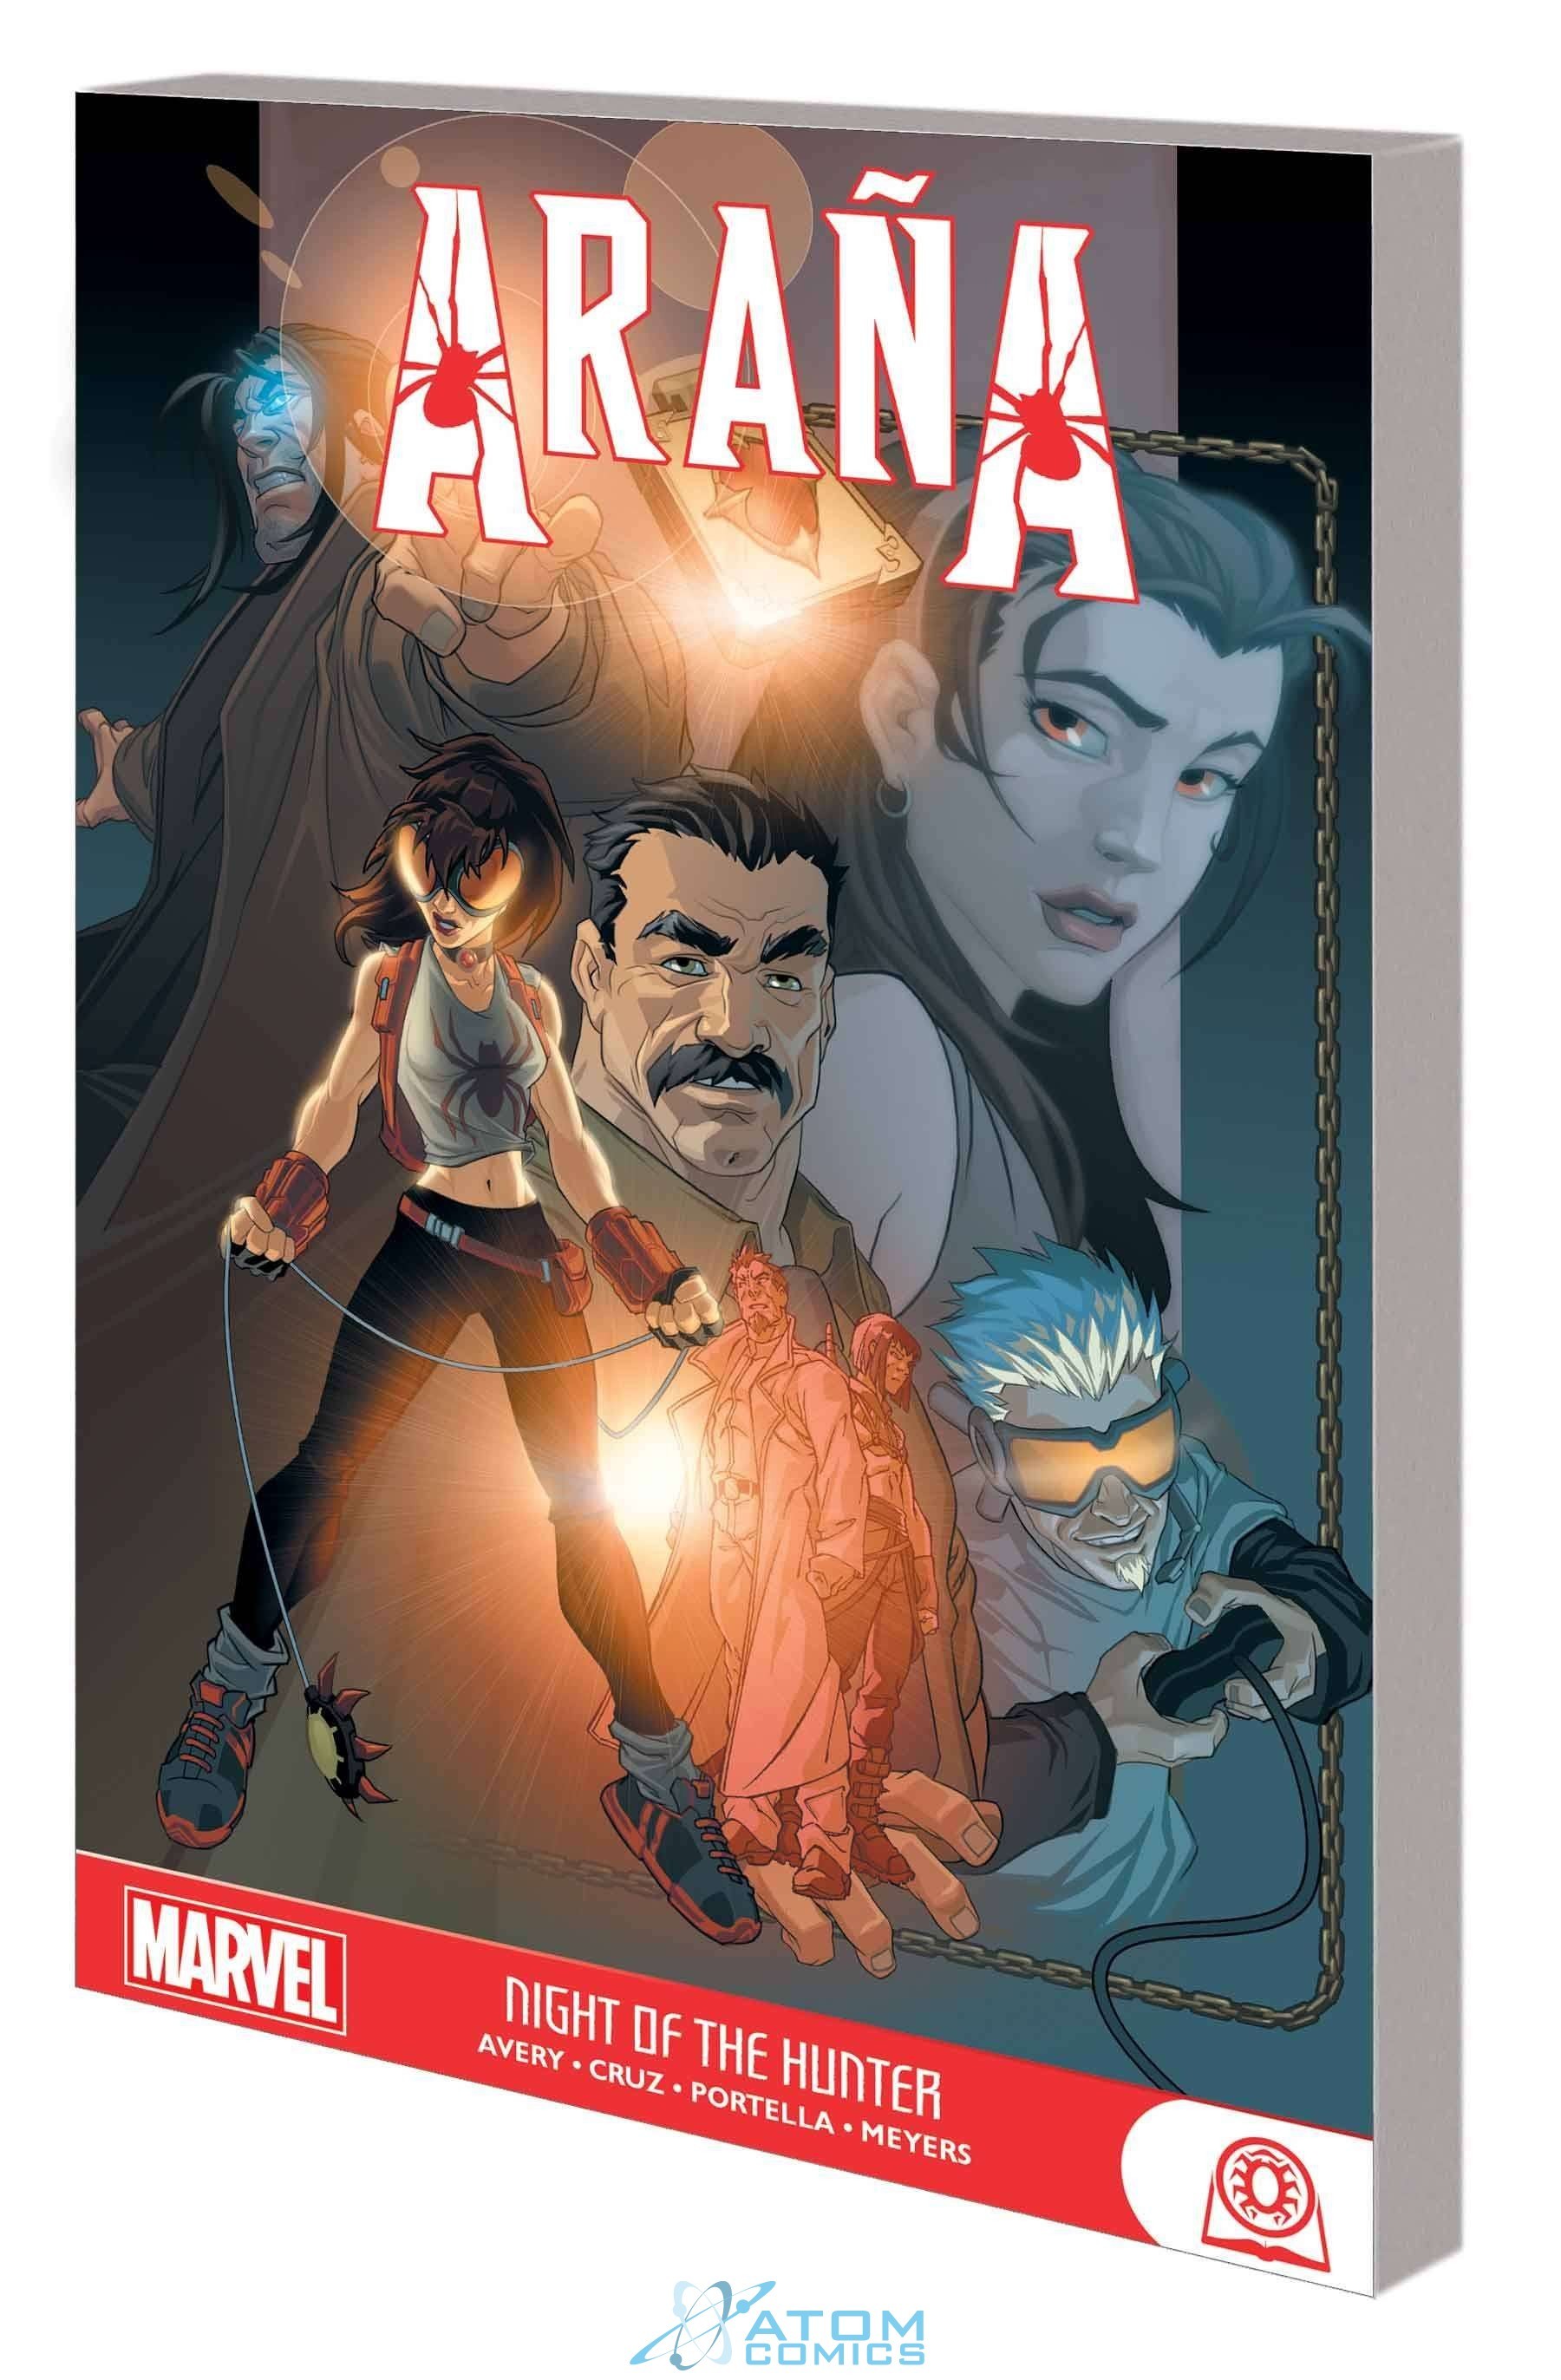 ARAÑA
MARVEL
NIGHT OF THE HUNTER
AVERY • CRUZ • PORTELLA • MEYERS
ATOM
COMICS